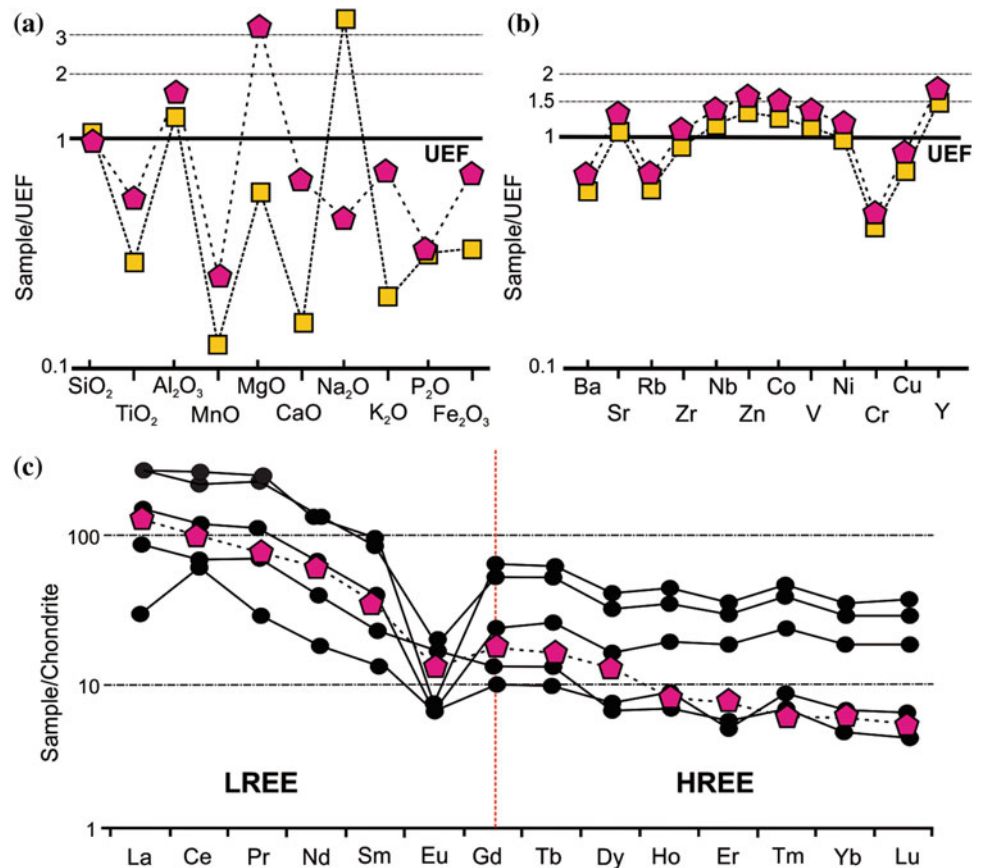 (a)
3
2
1
UEF
Sample/UEF
0.1
SiO₂ Al₂O₃ MgO Na₂O P₂O
TiO₂ MnO CaO K₂O Fe₂O₃
(b)
2
1.5
1
UEF
Sample/UEF
0.1
Ba Rb Nb Co Ni Cu
Sr Zr Zn V Cr Y
(c)
100
Sample/Chondrite
10
LREE HREE
1
La Ce Pr Nd Sm Eu Gd Tb Dy Ho Er Tm Yb Lu